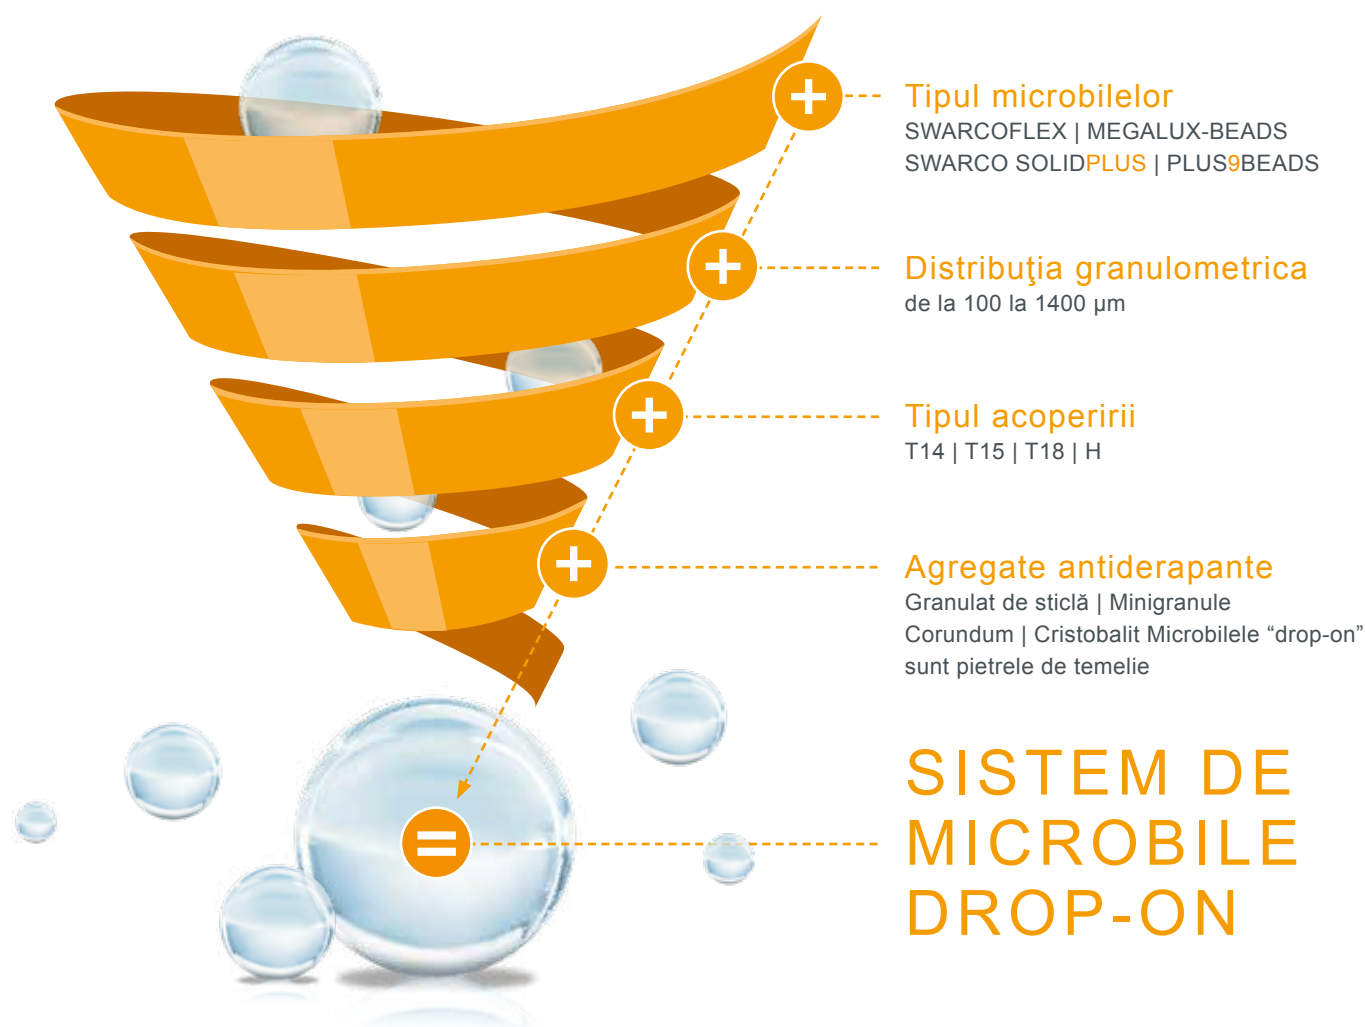 Tipul microbilelor
SWARCOFLEX | MEGALUX-BEADS
SWARCO SOLIDPLUS | PLUS9BEADS
Distribuţia granulometrica
de la 100 la 1400 µm
Tipul acoperirii
T14 | T15 | T18 | H
Agregate antiderapante
Granulat de sticlă | Minigranule
Corundum | Cristobalit Microbilele “drop-on”
sunt pietrele de temelie
SISTEM DE
MICROBILE
DROP-ON